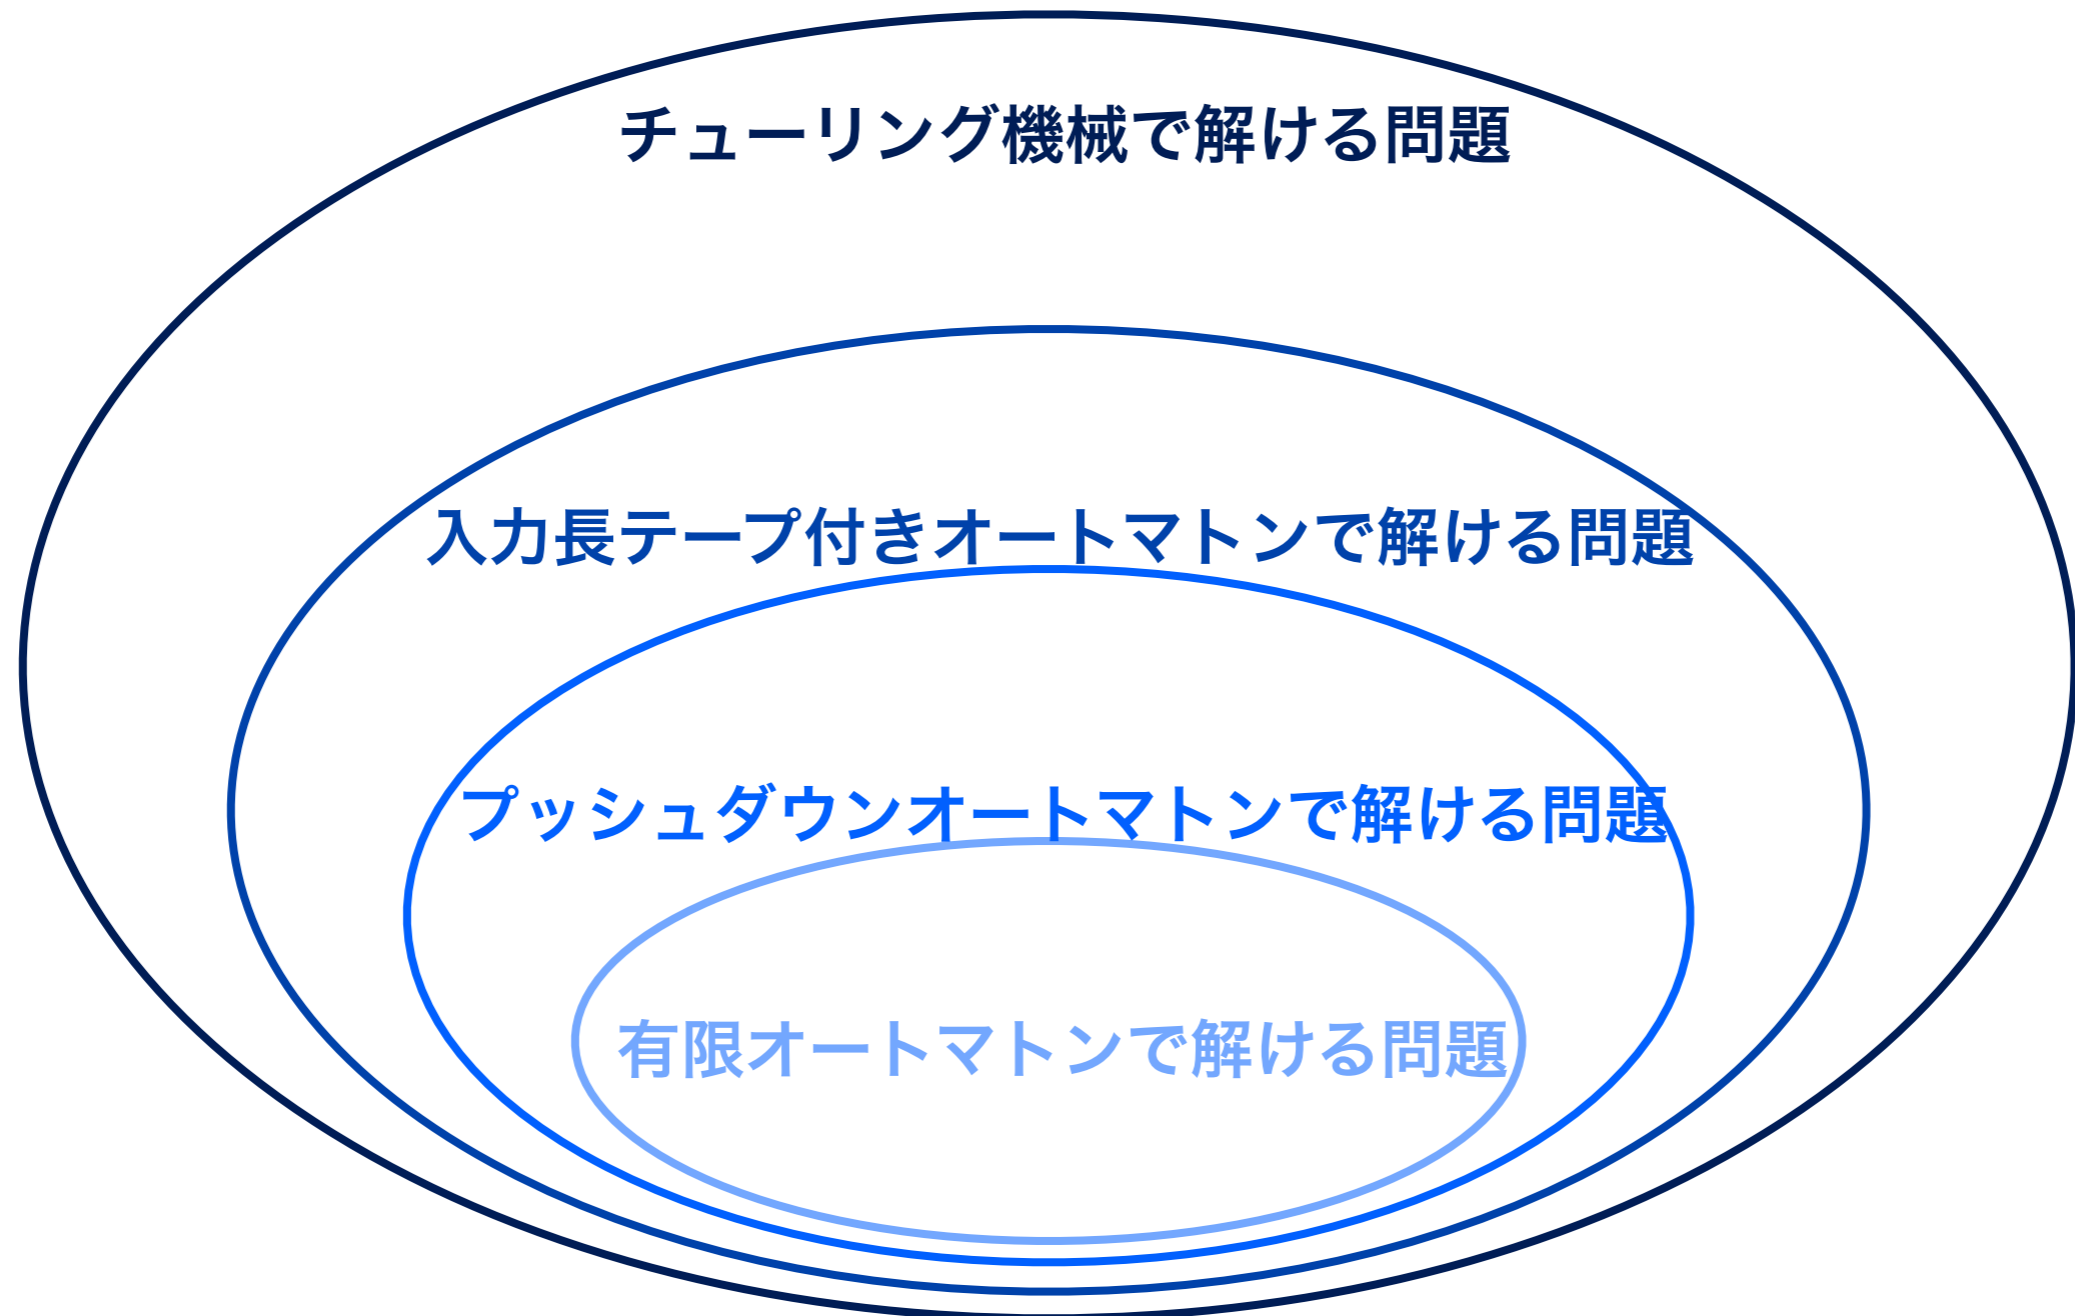 チューリング機械で解ける問題
入力長テープ付きオートマトンで解ける問題
プッシュダウンオートマトンで解ける問題
有限オートマトンで解ける問題